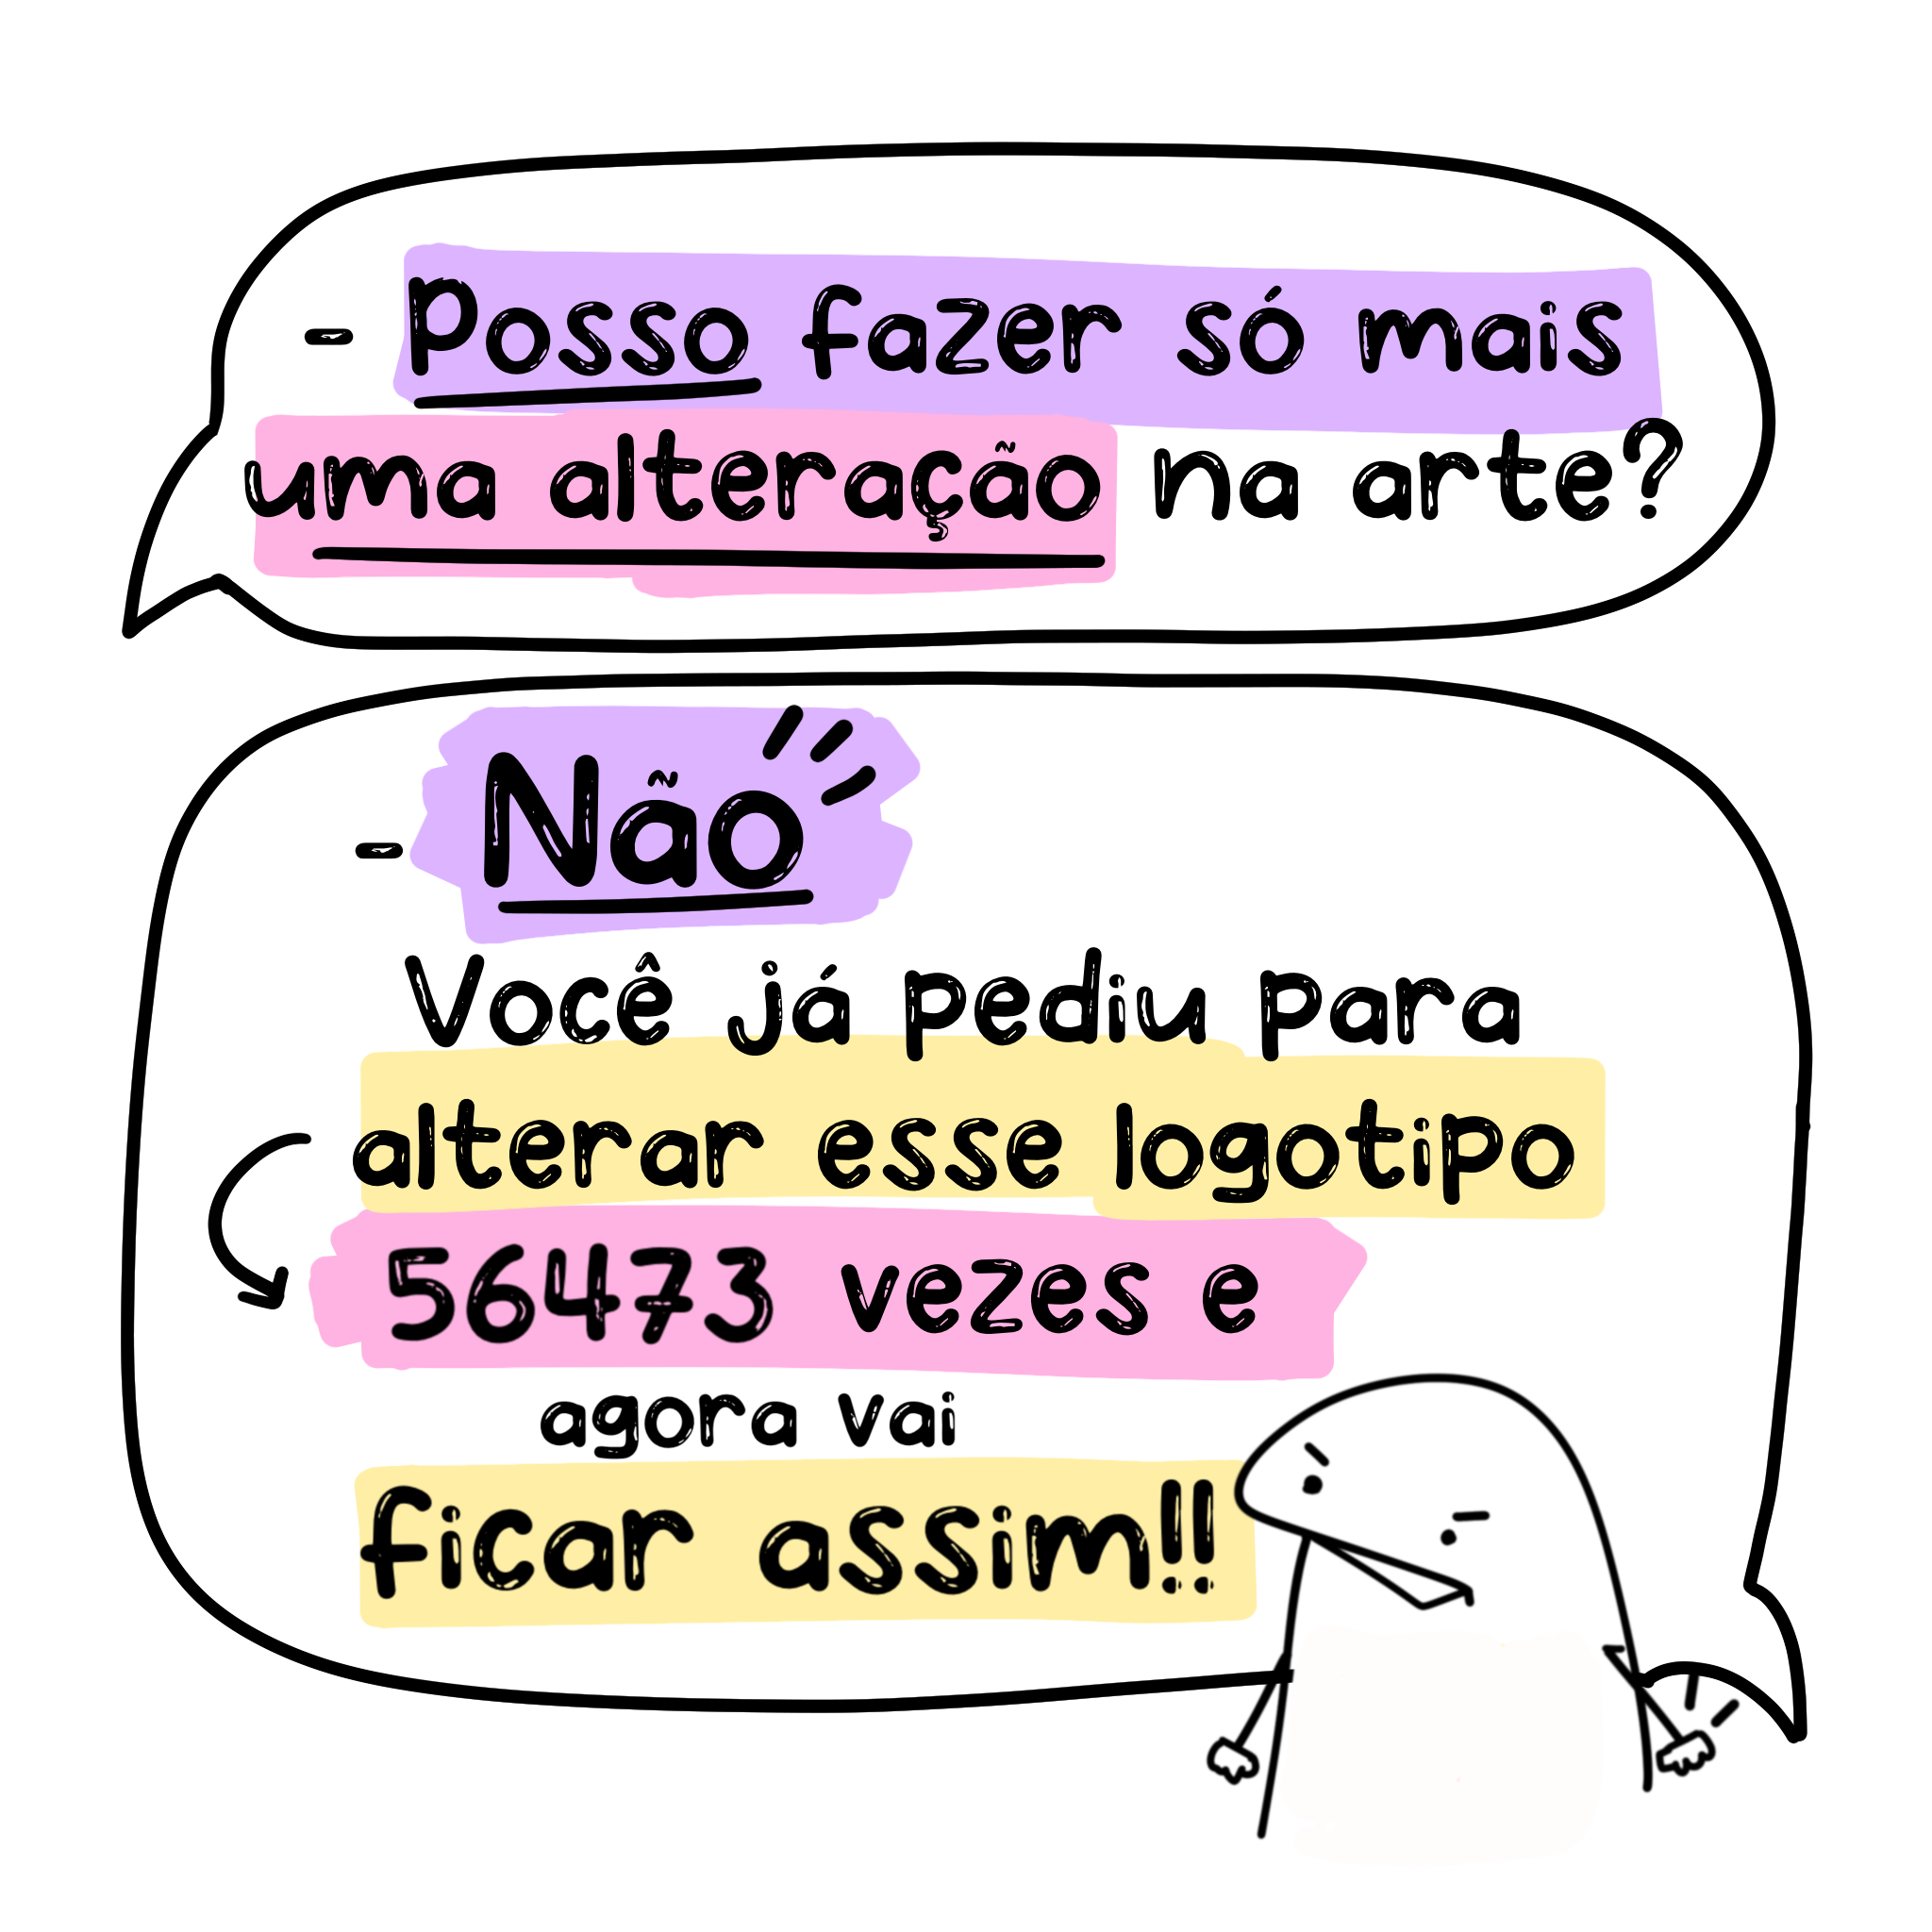 - Posso fazer só mais
uma alteração na arte?
- Não
Você já pediu para
alterar esse logotipo
56473 vezes e
agora vai
ficar assim!!